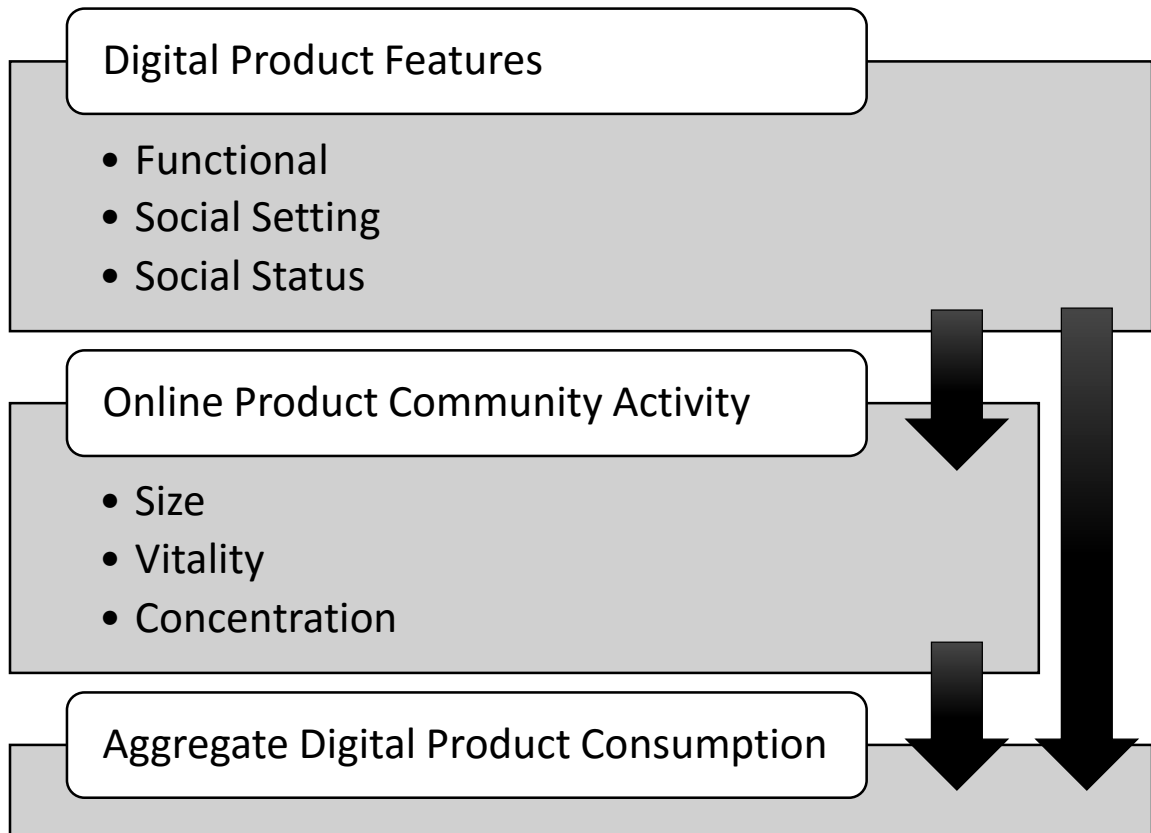 Digital Product Features
• Functional
• Social Setting
• Social Status
Online Product Community Activity
• Size
• Vitality
• Concentration
Aggregate Digital Product Consumption